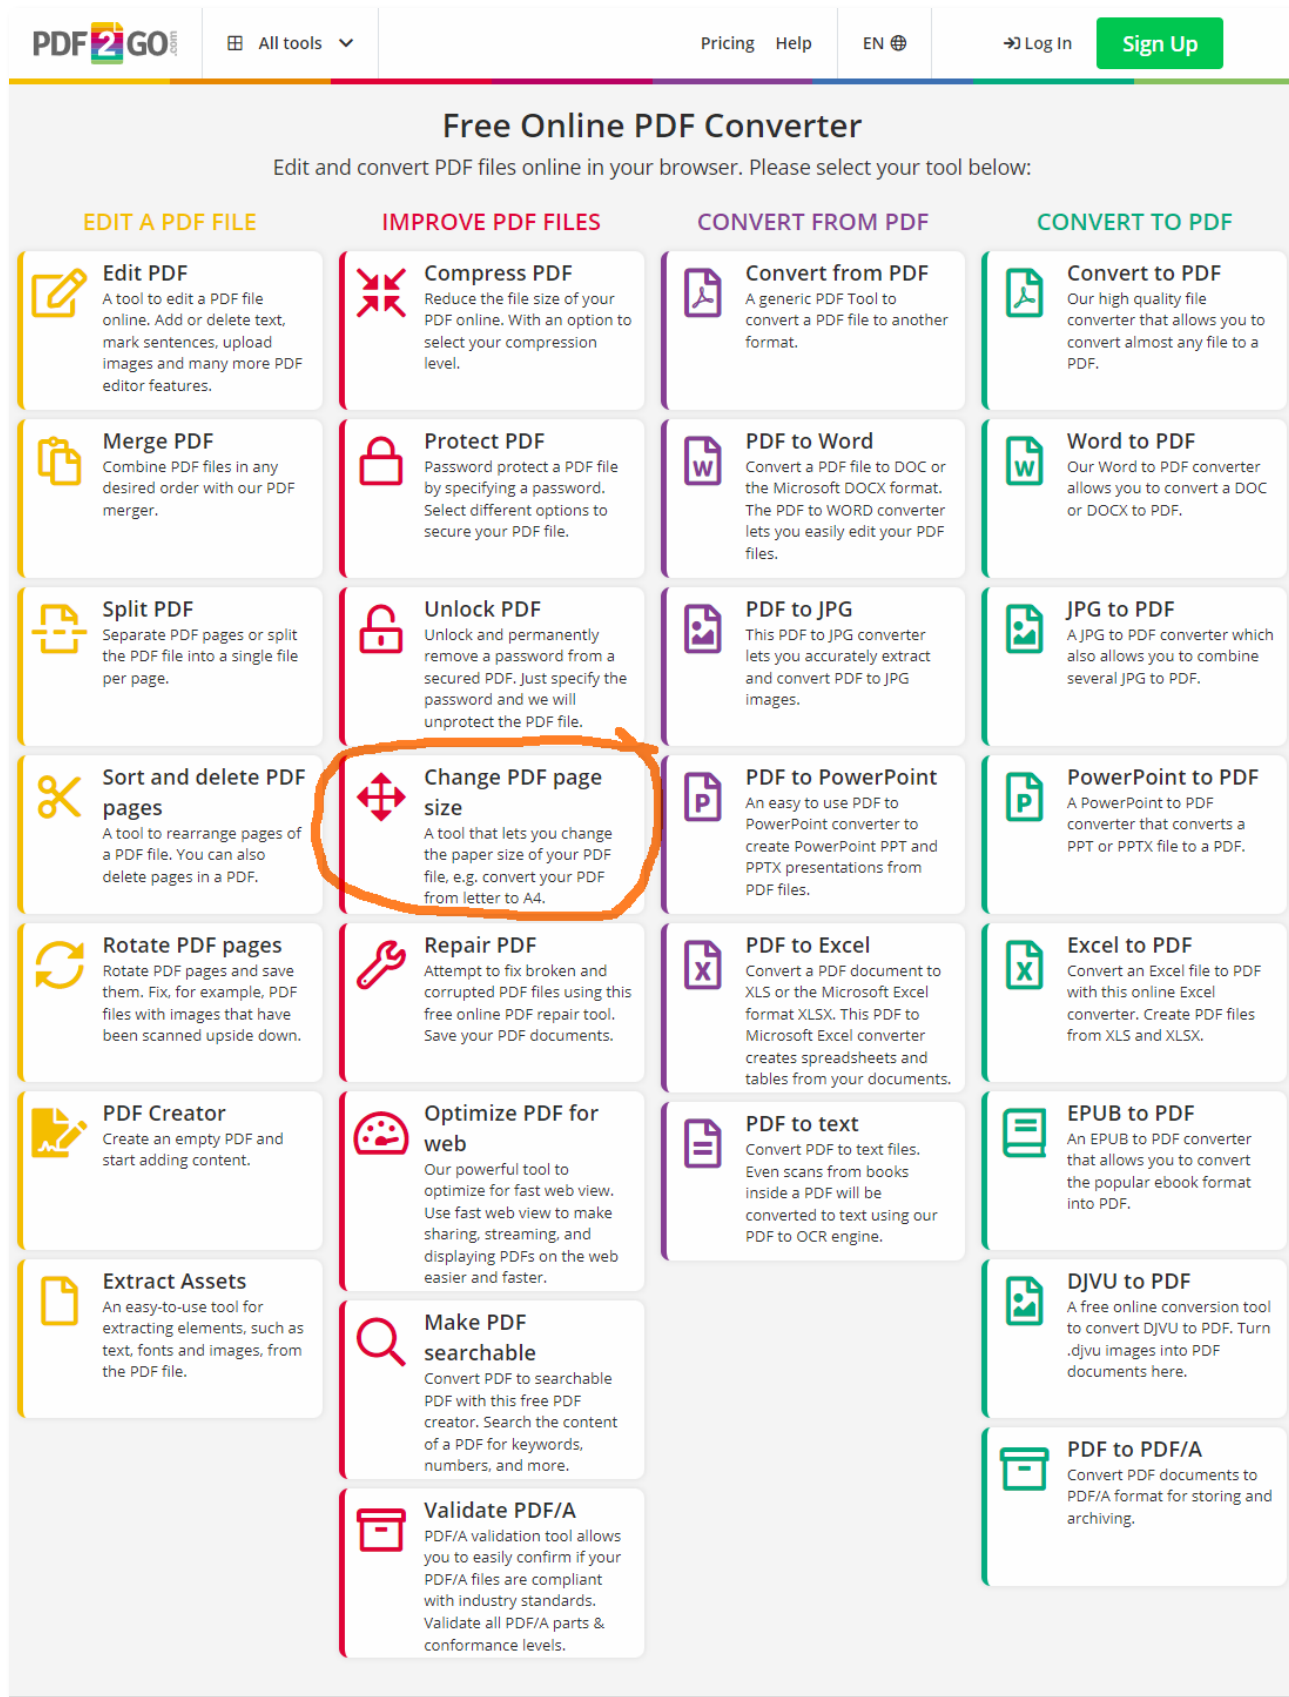 PDF2GO.com
All tools
Pricing Help
EN
Log In
Sign Up
Free Online PDF Converter
Edit and convert PDF files online in your browser. Please select your tool below:
EDIT A PDF FILE
Edit PDF
A tool to edit a PDF file
online. Add or delete text,
mark sentences, upload
images and many more PDF
editor features.
Merge PDF
Combine PDF files in any
desired order with our PDF
merger.
Split PDF
Separate PDF pages or split
the PDF file into a single file
per page.
Sort and delete PDF
pages
A tool to rearrange pages of
a PDF file. You can also
delete pages in a PDF.
Rotate PDF pages
Rotate PDF pages and save
them. Fix, for example, PDF
files with images that have
been scanned upside down.
PDF Creator
Create an empty PDF and
start adding content.
Extract Assets
An easy-to-use tool for
extracting elements, such as
text, fonts and images, from
the PDF file.
IMPROVE PDF FILES
Compress PDF
Reduce the file size of your
PDF online. With an option to
select your compression
level.
Protect PDF
Password protect a PDF file
by specifying a password.
Select different options to
secure your PDF file.
Unlock PDF
Unlock and permanently
remove a password from a
secured PDF. Just specify the
password and we will
unprotect the PDF file.
Change PDF page
size
A tool that lets you change
the paper size of your PDF
file, e.g. convert your PDF
from letter to A4.
Repair PDF
Attempt to fix broken and
corrupted PDF files using this
free online PDF repair tool.
Save your PDF documents.
Optimize PDF for
web
Our powerful tool to
optimize for fast web view.
Use fast web view to make
sharing, streaming, and
displaying PDFs on the web
easier and faster.
Make PDF
searchable
Convert PDF to searchable
PDF with this free PDF
creator. Search the content
of a PDF for keywords,
numbers, and more.
Validate PDF/A
PDF/A validation tool allows
you to easily confirm if your
PDF/A files are compliant
with industry standards.
Validate all PDF/A parts &
conformance levels.
CONVERT FROM PDF
Convert from PDF
A generic PDF Tool to
convert a PDF file to another
format.
W
PDF to Word
Convert a PDF file to DOC or
the Microsoft DOCX format.
The PDF to WORD converter
lets you easily edit your PDF
files.
PDF to JPG
This PDF to JPG converter
lets you accurately extract
and convert PDF to JPG
images.
P
PDF to PowerPoint
An easy to use PDF to
PowerPoint converter to
create PowerPoint PPT and
PPTX presentations from
PDF files.
X
PDF to Excel
Convert a PDF document to
XLS or the Microsoft Excel
format XLSX. This PDF to
Microsoft Excel converter
creates spreadsheets and
tables from your documents.
PDF to text
Convert PDF to text files.
Even scans from books
inside a PDF will be
converted to text using our
PDF to OCR engine.
CONVERT TO PDF
Convert to PDF
Our high quality file
converter that allows you to
convert almost any file to a
PDF.
W
Word to PDF
Our Word to PDF converter
allows you to convert a DOC
or DOCX to PDF.
JPG to PDF
A JPG to PDF converter which
also allows you to combine
several JPG to PDF.
P
PowerPoint to PDF
A PowerPoint to PDF
converter that converts a
PPT or PPTX file to a PDF.
X
Excel to PDF
Convert an Excel file to PDF
with this online Excel
converter. Create PDF files
from XLS and XLSX.
EPUB to PDF
An EPUB to PDF converter
that allows you to convert
the popular ebook format
into PDF.
DJVU to PDF
A free online conversion tool
to convert DJVU to PDF. Turn
.djvu images into PDF
documents here.
PDF to PDF/A
Convert PDF documents to
PDF/A format for storing and
archiving.